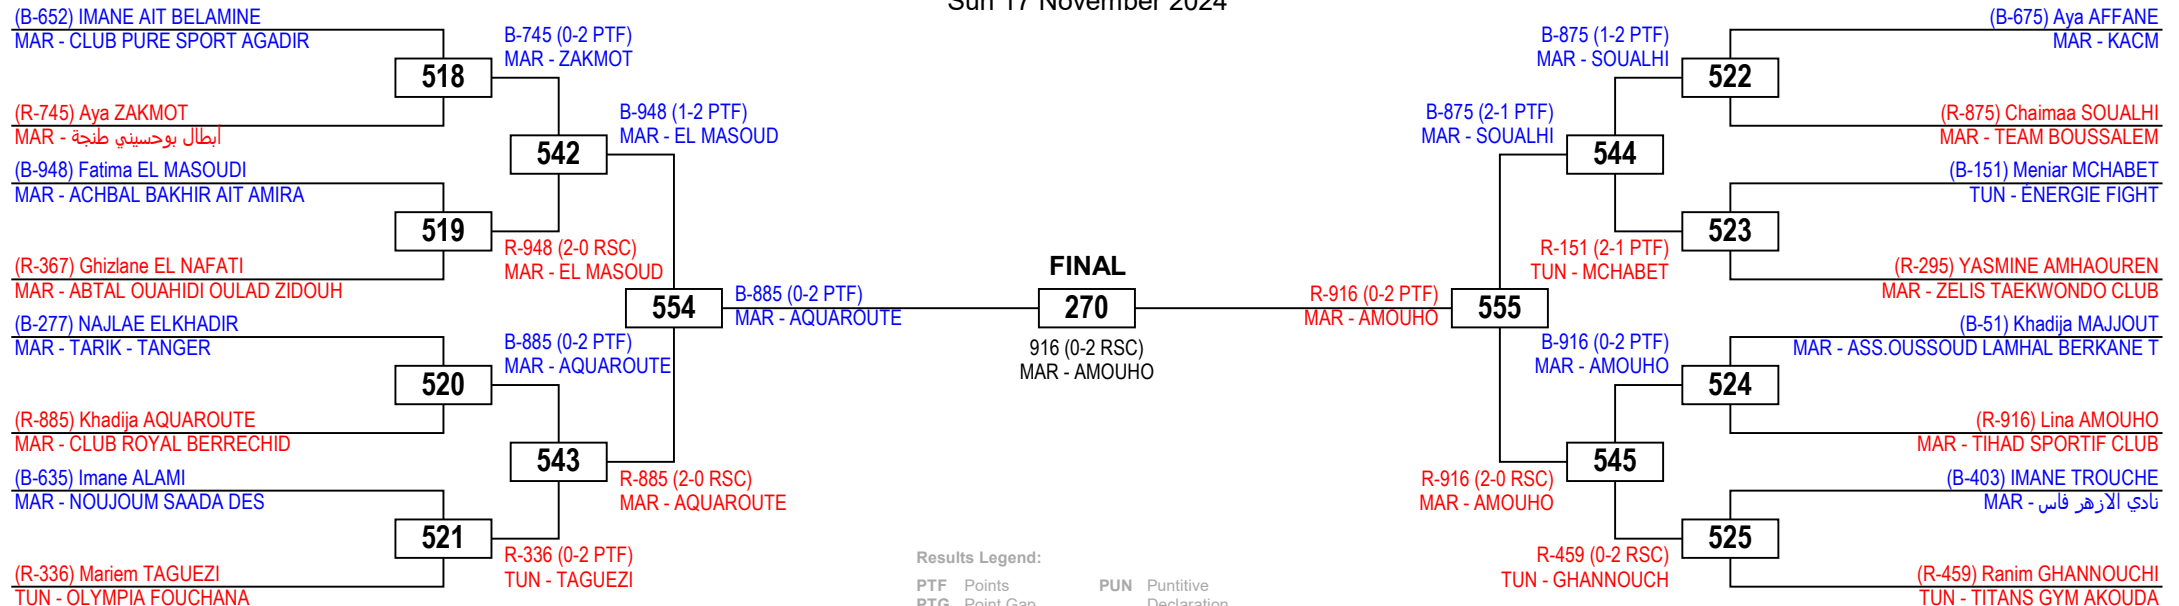 Sun 17 November 2024
(B-652) IMANE AIT BELAMINE
MAR - CLUB PURE SPORT AGADIR
518
(R-745) Aya ZAKMOT
MAR - أبطال بوحسيني طنجة
(B-948) Fatima EL MASOUDI
MAR - ACHBAL BAKHIR AIT AMIRA
519
(R-367) Ghizlane EL NAFATI
MAR - ABTAL OUAHIDI OULAD ZIDOUH
(B-277) NAJLAE ELKHADIR
MAR - TARIK - TANGER
520
(R-885) Khadija AQUAROUTE
MAR - CLUB ROYAL BERRECHID
(B-635) Imane ALAMI
MAR - NOUJOUM SAADA DES
521
(R-336) Mariem TAGUEZI
TUN - OLYMPIA FOUCHANA
B-745 (0-2 PTF)
MAR - ZAKMOT
542
R-948 (2-0 RSC)
MAR - EL MASOUD
B-885 (0-2 PTF)
MAR - AQUAROUTE
543
R-336 (0-2 PTF)
TUN - TAGUEZI
B-948 (1-2 PTF)
MAR - EL MASOUD
554
R-885 (2-0 RSC)
MAR - AQUAROUTE
B-885 (0-2 PTF)
MAR - AQUAROUTE
FINAL
270
916 (0-2 RSC)
MAR - AMOUHO
R-916 (0-2 PTF)
MAR - AMOUHO
B-875 (2-1 PTF)
MAR - SOUALHI
555
R-916 (2-0 RSC)
MAR - AMOUHO
B-875 (1-2 PTF)
MAR - SOUALHI
544
R-151 (2-1 PTF)
TUN - MCHABET
B-916 (0-2 PTF)
MAR - AMOUHO
545
R-459 (0-2 RSC)
TUN - GHANNOUCH
(B-675) Aya AFFANE
MAR - KACM
522
(R-875) Chaimaa SOUALHI
MAR - TEAM BOUSSALEM
(B-151) Meniar MCHABET
TUN - ÉNERGIE FIGHT
523
(R-295) YASMINE AMHAOUREN
MAR - ZELIS TAEKWONDO CLUB
(B-51) Khadija MAJJOUT
MAR - ASS.OUSSOUD LAMHAL BERKANE T
524
(R-916) Lina AMOUHO
MAR - TIHAD SPORTIF CLUB
(B-403) IMANE TROUCHE
MAR - نادي الازهر فاس
525
(R-459) Ranim GHANNOUCHI
TUN - TITANS GYM AKOUDA
Results Legend:
PTF Points PUN Puntitive
PTG Point Gap Declaration